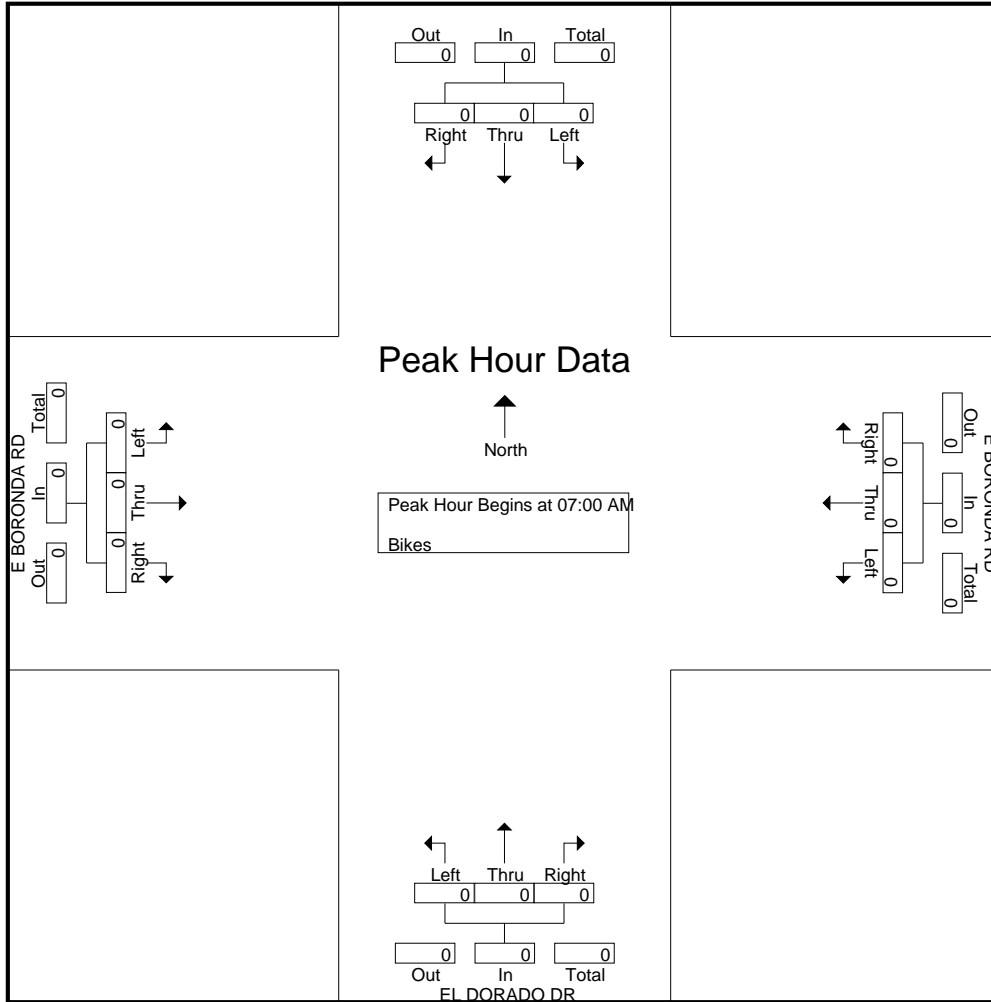 Out In Total
0 0 0
0 0 0
Right Thru Left
Peak Hour Data
North
Peak Hour Begins at 07:00 AM
Bikes
E BORONDA RD
Out In Total
0 0 0
0 0 0
Right Thru Left
E BORONDA RD
Out In Total
0 0 0
0 0 0
Right Thru Left
Left Thru Right
0 0 0
0 0 0
Out In Total
EL DORADO DR